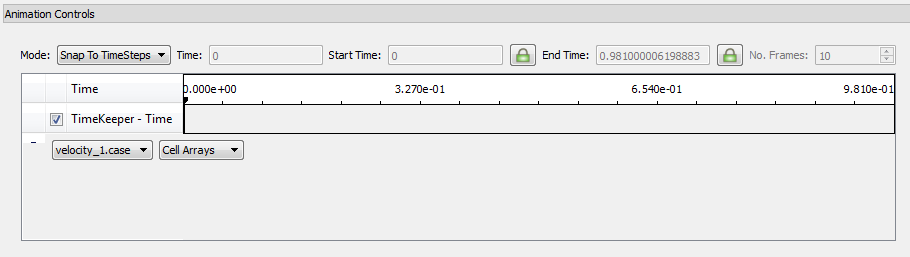 Animation Controls
Mode: Snap To TimeSteps Time: 0 Start Time: 0 End Time: 0.981000006198883 No. Frames: 10
Time 0.000e+00 3.270e-01 6.540e-01 9.810e-01
TimeKeeper - Time
velocity_1.case Cell Arrays